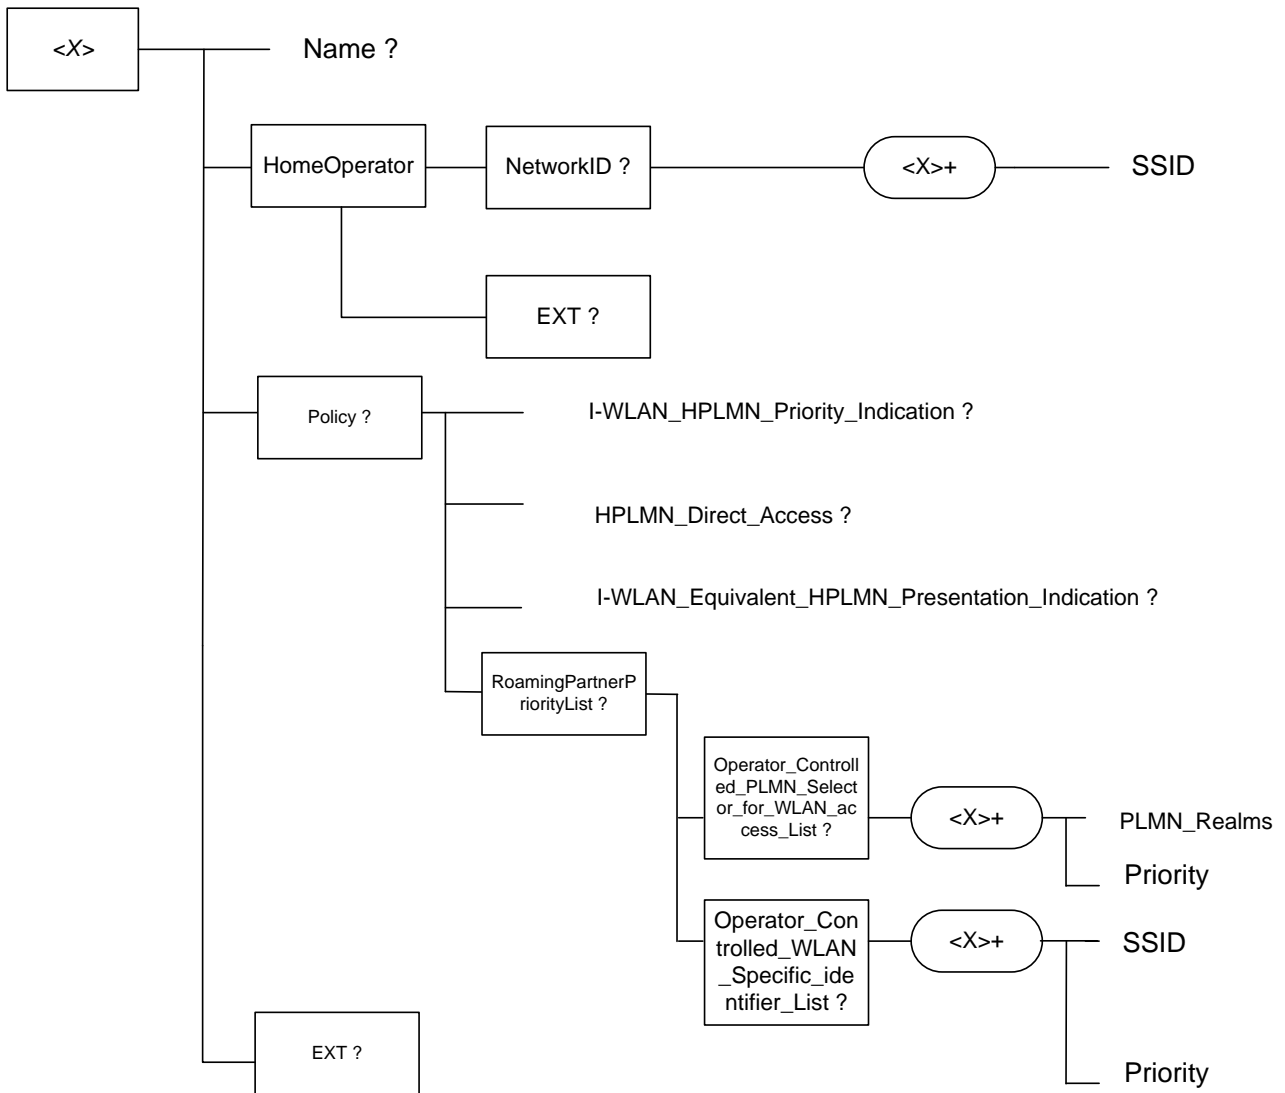 <X>
Name ?
HomeOperator
NetworkID ?
<X>+
SSID
EXT ?
Policy ?
I-WLAN_HPLMN_Priority_Indication ?
HPLMN_Direct_Access ?
I-WLAN_Equivalent_HPLMN_Presentation_Indication ?
RoamingPartnerP
riorityList ?
Operator_Controll
ed_PLMN_Select
or_for_WLAN_ac
cess_List ?
<X>+
PLMN_Realms
Priority
Operator_Con
trolled_WLAN
_Specific_ide
ntifier_List ?
<X>+
SSID
Priority
EXT ?